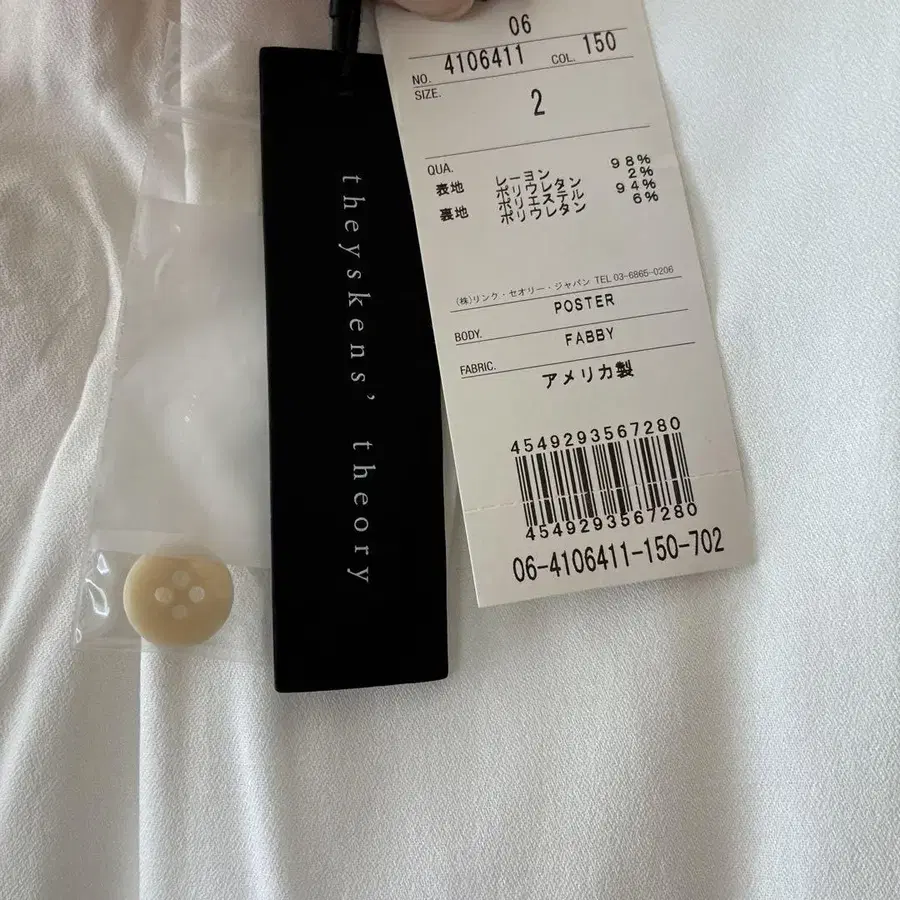 theyskens' theory
06
NO. 4106411 COL. 150
SIZE. 2
QUA.
表地 レーヨン 98%
ポリウレタン 2%
裏地 ポリエステル 94%
ポリウレタン 6%
(株)リンク・セオリー・ジャパン TEL 03-6865-0206
POSTER
BODY.
FABBY
FABRIC.
アメリカ製
4549293567280
4549293567280
06-4106411-150-702